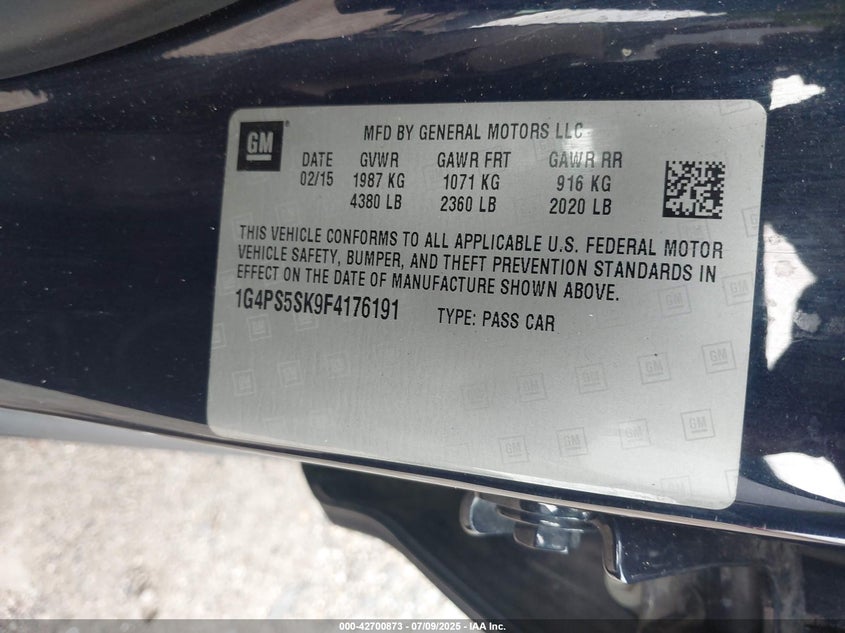 GM
MFD BY GENERAL MOTORS LLC
DATE GVWR GAWR FRT GAWR RR
02/15 1987 KG 1071 KG 916 KG
4380 LB 2360 LB 2020 LB
THIS VEHICLE CONFORMS TO ALL APPLICABLE U.S. FEDERAL MOTOR
VEHICLE SAFETY, BUMPER, AND THEFT PREVENTION STANDARDS IN
EFFECT ON THE DATE OF MANUFACTURE SHOWN ABOVE.
1G4PS5SK9F4176191 TYPE: PASS CAR
000-42700873 / 07/09/2025 - IAA Inc.